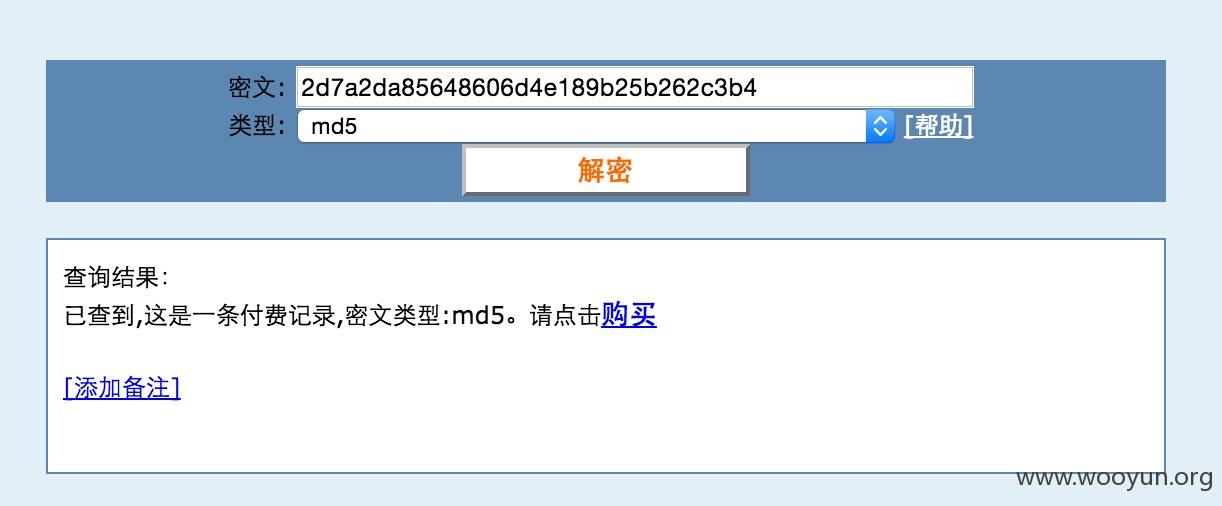 密文: 2d7a2da85648606d4e189b25b262c3b4
类型: md5 [帮助]
解密
查询结果:
已查到,这是一条付费记录,密文类型:md5。请点击购买
[添加备注]
www.wooyun.org